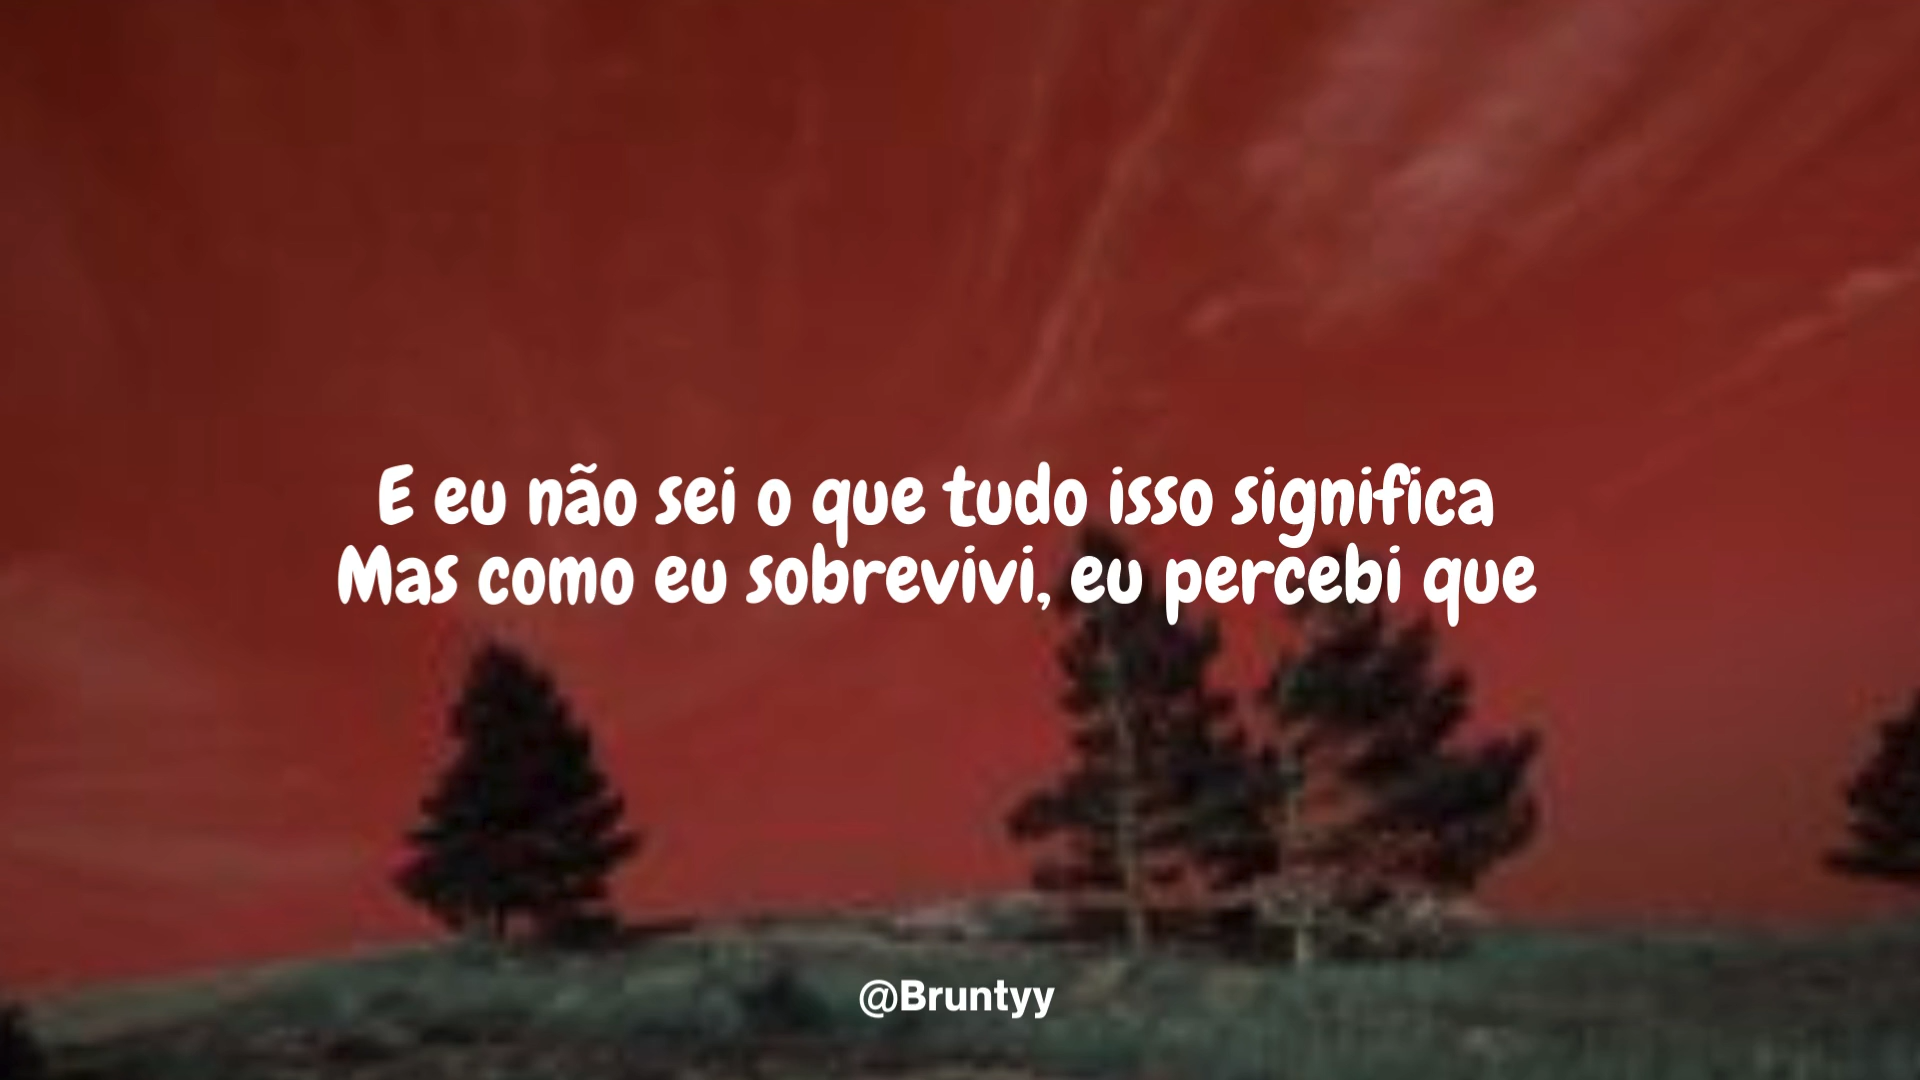 E eu não sei o que tudo isso significa
Mas como eu sobrevivi, eu percebi que
@Bruntyy